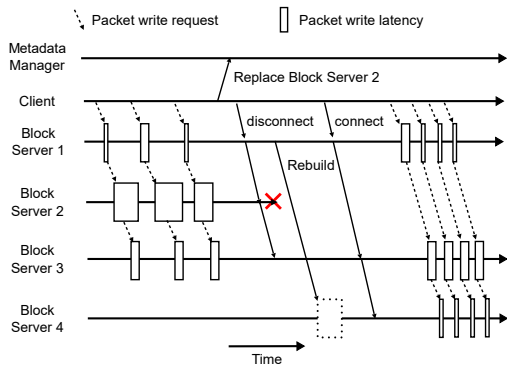 Packet write request
Packet write latency
Metadata
Manager
Replace Block Server 2
Client
disconnect
connect
Block
Server 1
Rebuild
Block
Server 2
Block
Server 3
Block
Server 4
Time